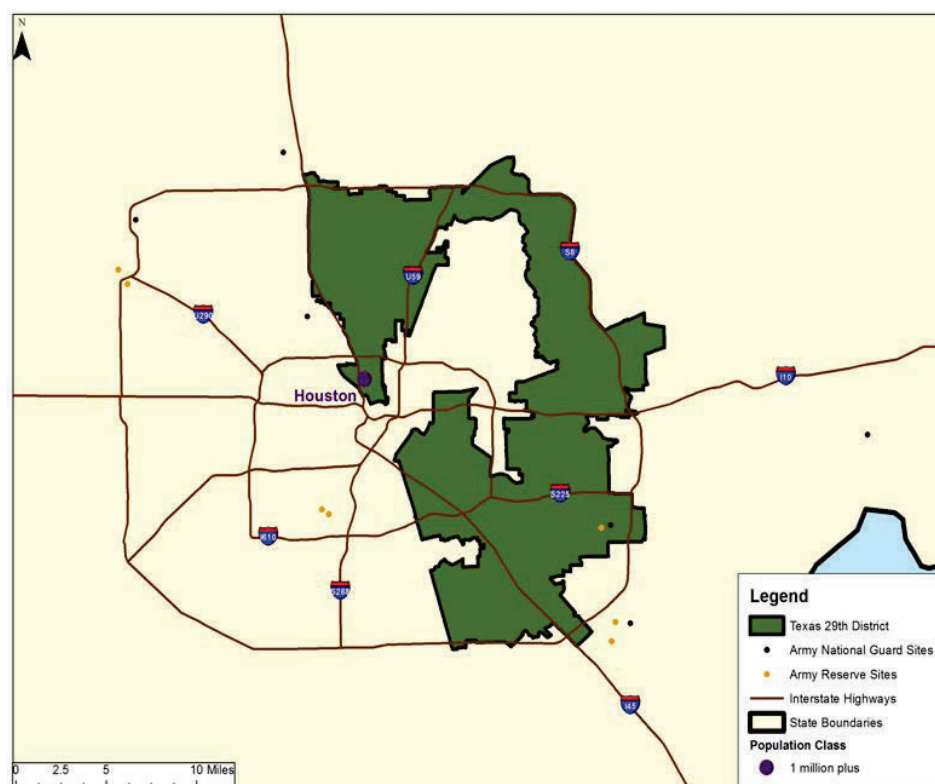 N
S8
U59
U290
I10
Houston
S225
I610
S288
I45
Legend
Texas 29th District
Army National Guard Sites
Army Reserve Sites
Interstate Highways
State Boundaries
Population Class
1 million plus
0 2.5 5 10 Miles